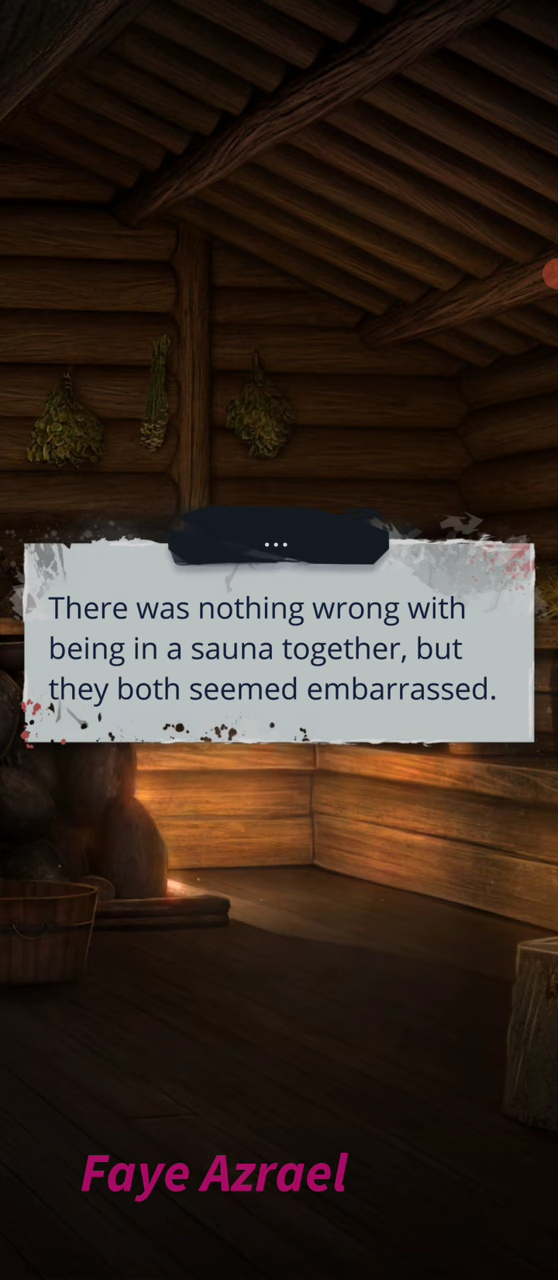 ...
There was nothing wrong with
being in a sauna together, but
they both seemed embarrassed.
Faye Azrael